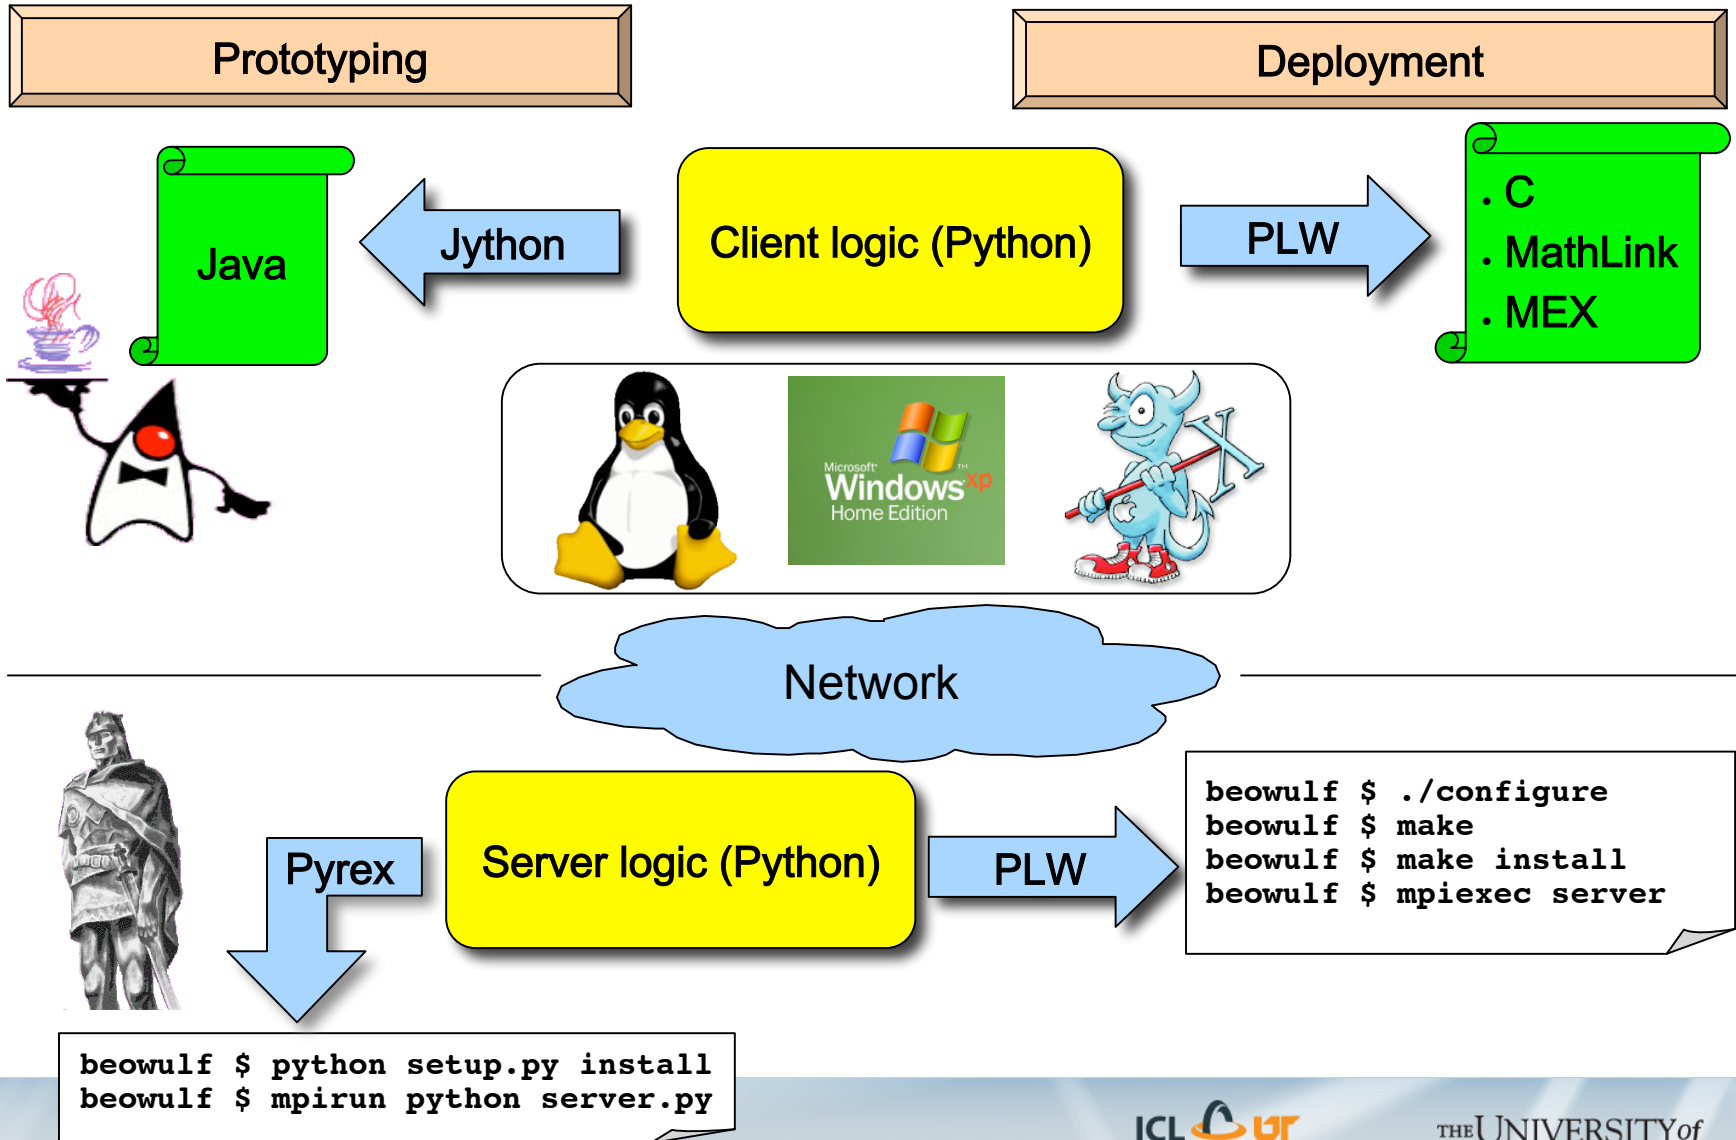 Prototyping
Deployment
Java
Jython
Client logic (Python)
PLW
• C
• MathLink
• MEX
Microsoft
Windows xp
TM
Home Edition
X
Network
Pyrex
Server logic (Python)
PLW
beowulf $ ./configure
beowulf $ make
beowulf $ make install
beowulf $ mpiexec server
beowulf $ python setup.py install
beowulf $ mpirun python server.py
ICL UT
THE UNIVERSITY of